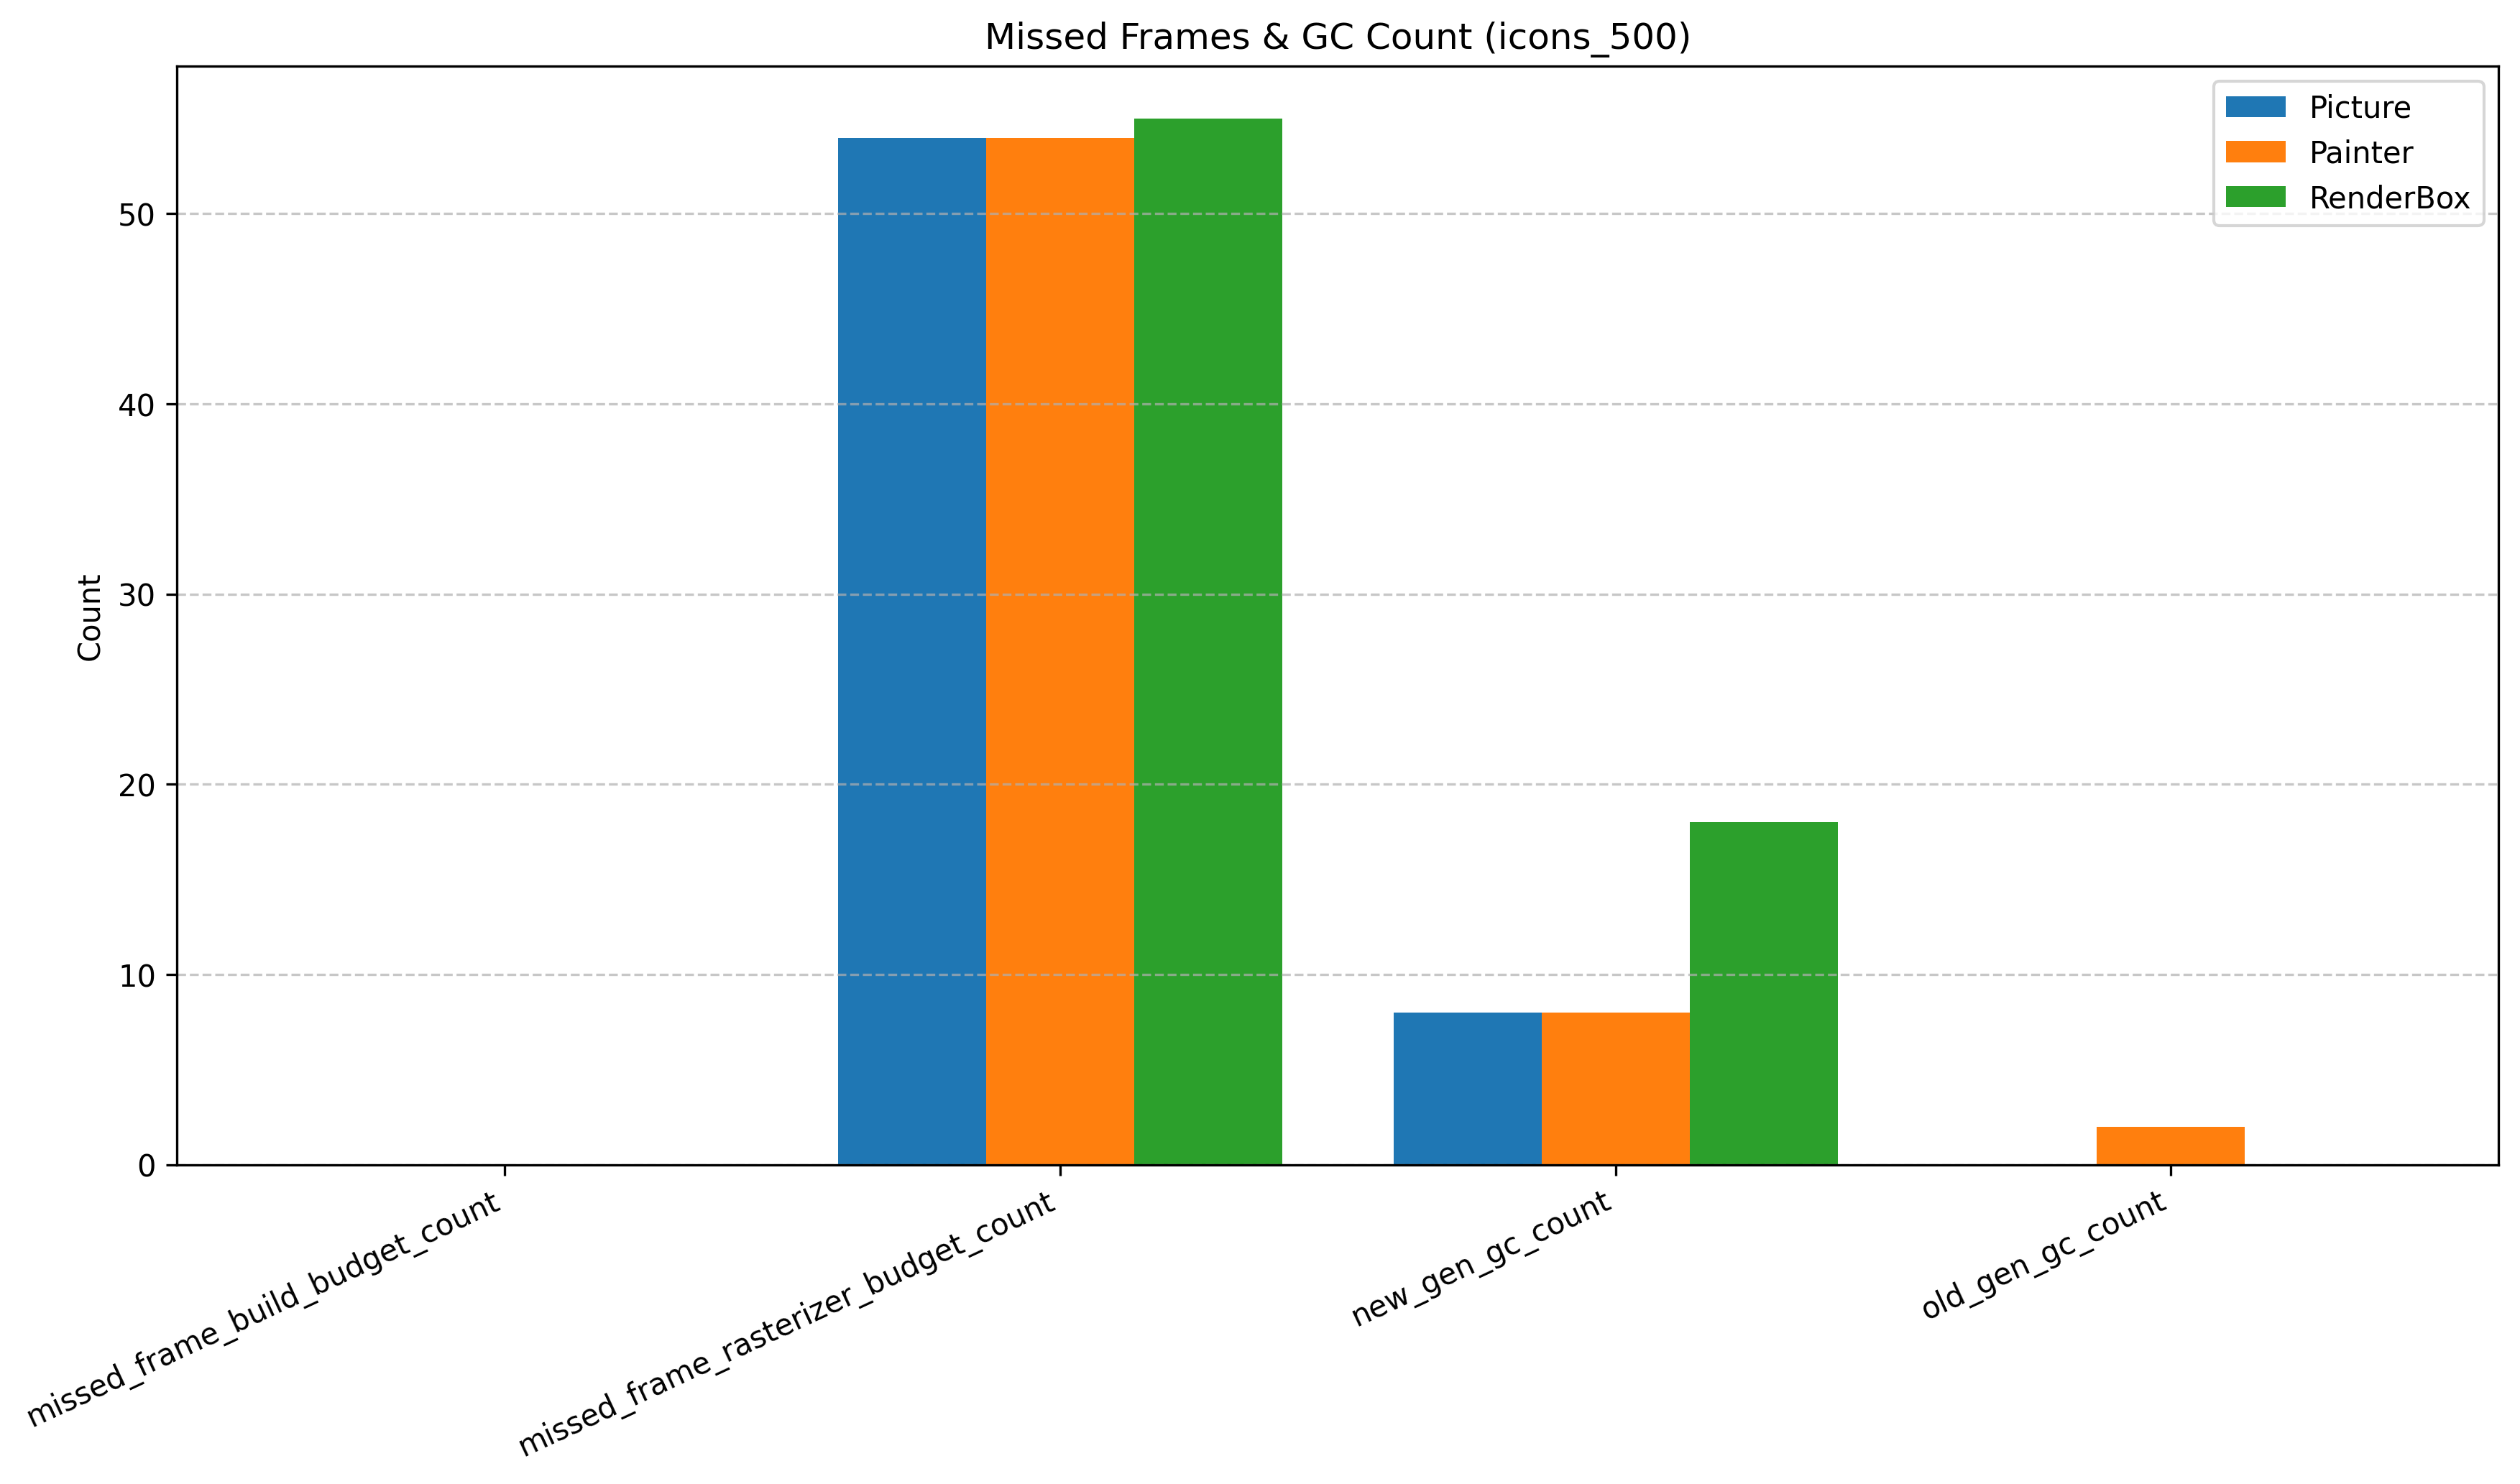 Missed Frames & GC Count (icons_500)
Picture
Painter
RenderBox
Count
50
40
30
20
10
0
missed_frame_build_budget_count
missed_frame_rasterizer_budget_count
new_gen_gc_count
old_gen_gc_count